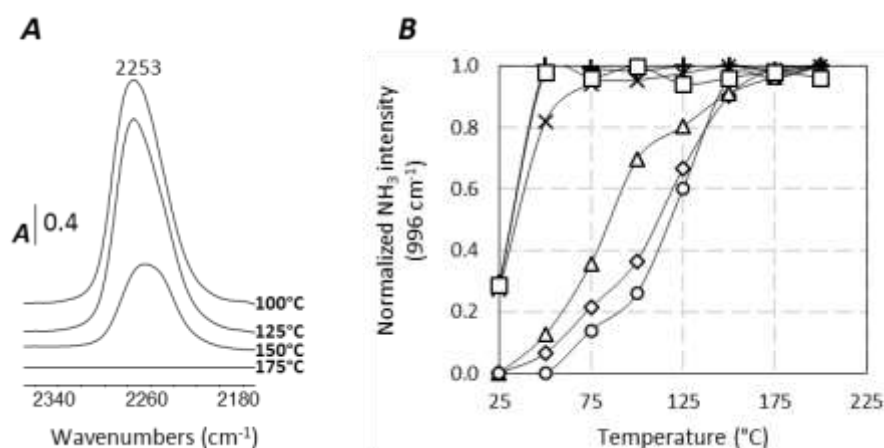 A
B
2253
A 0.4
100°C
125°C
150°C
175°C
2340 2260 2180
Wavenumbers (cm⁻¹)
Normalized NH₃ intensity
(996 cm⁻¹)
1.0
0.8
0.6
0.4
0.2
0.0
25 75 125 175 225
Temperature (°C)